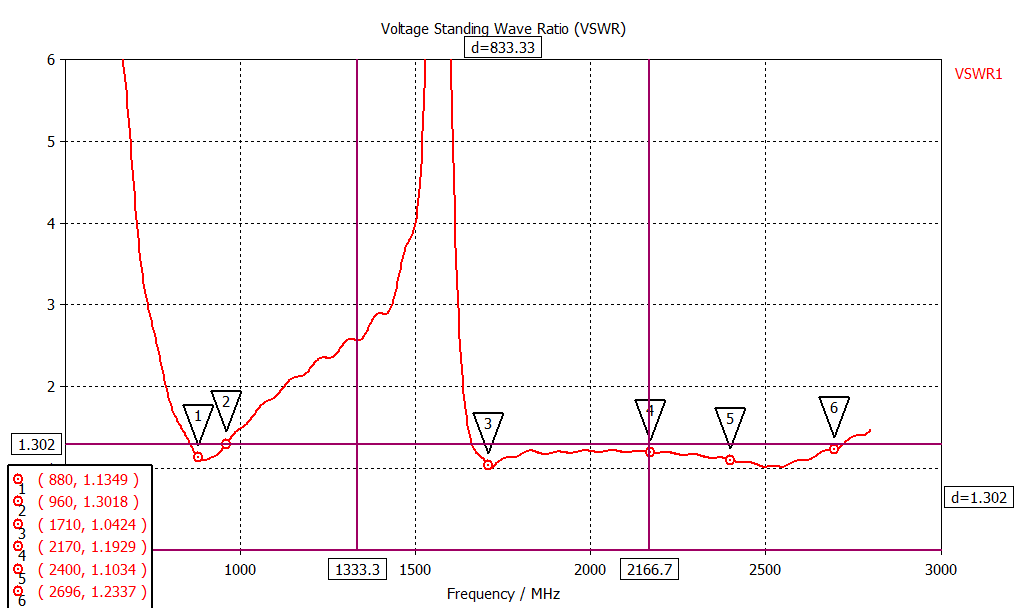 Voltage Standing Wave Ratio (VSWR)
d=833.33
6
VSWR1
5
4
3
2
1
2
3
4
5
6
1.302
d=1.302
1 ( 880, 1.1349 )
2 ( 960, 1.3018 )
3 ( 1710, 1.0424 )
4 ( 2170, 1.1929 )
5 ( 2400, 1.1034 )
6 ( 2696, 1.2337 )
1000
1333.3
1500
2000
2166.7
2500
3000
Frequency / MHz